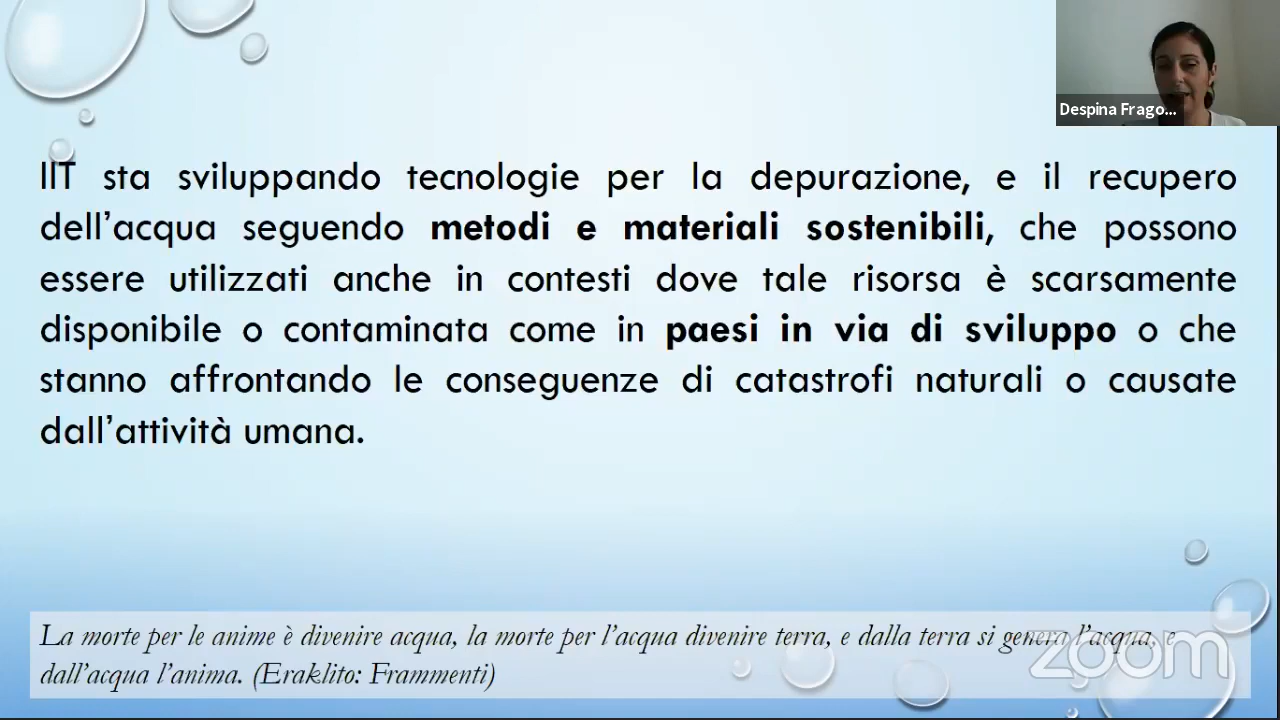 Despina Frago...
IIT sta sviluppando tecnologie per la depurazione, e il recupero
dell’acqua seguendo metodi e materiali sostenibili, che possono
essere utilizzati anche in contesti dove tale risorsa è scarsamente
disponibile o contaminata come in paesi in via di sviluppo o che
stanno affrontando le conseguenze di catastrofi naturali o causate
dall’attività umana.
La morte per le anime è divenire acqua, la morte per l’acqua divenire terra, e dalla terra si genera l’acqua, e
dall’acqua l’anima. (Eraklito: Frammenti)
zoom